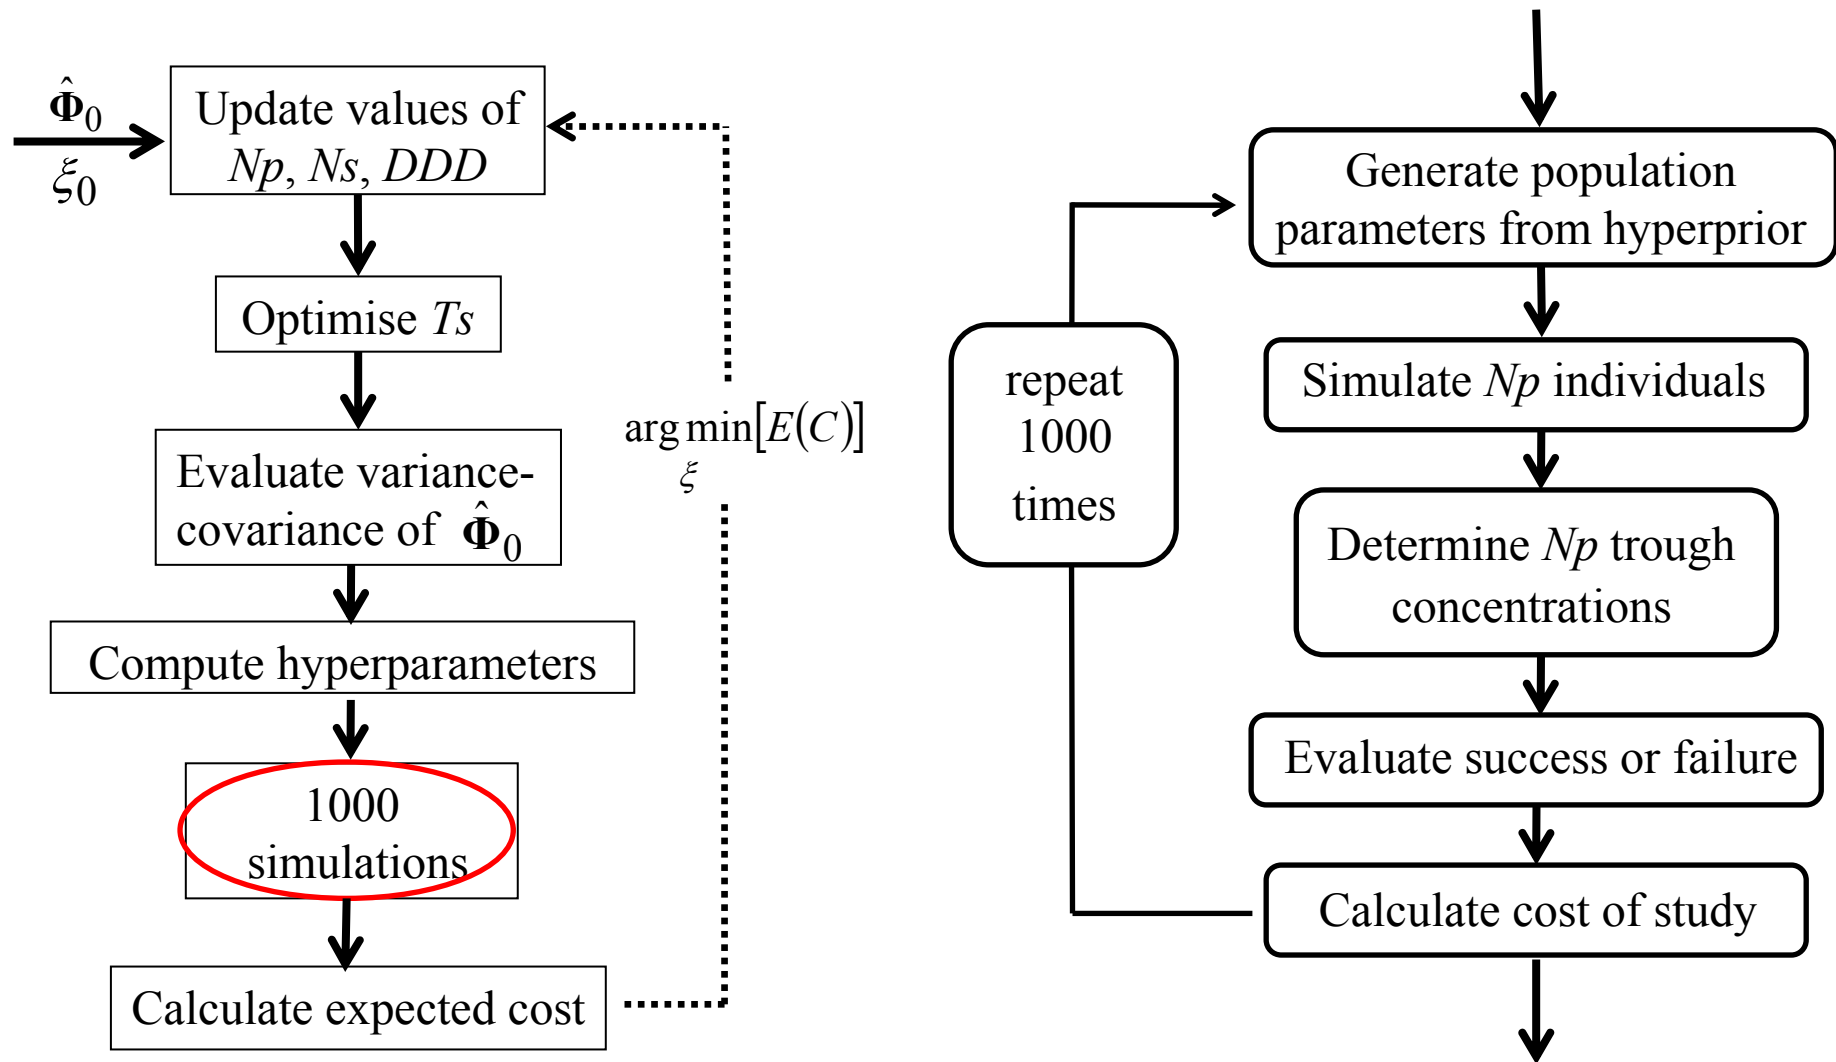 Φ̂₀
ξ₀
Update values of
Np, Ns, DDD
Optimise Ts
Evaluate variance-
covariance of Φ̂₀
Compute hyperparameters
1000
simulations
Calculate expected cost
arg min[E(C)]
ξ
repeat
1000
times
Generate population
parameters from hyperprior
Simulate Np individuals
Determine Np trough
concentrations
Evaluate success or failure
Calculate cost of study